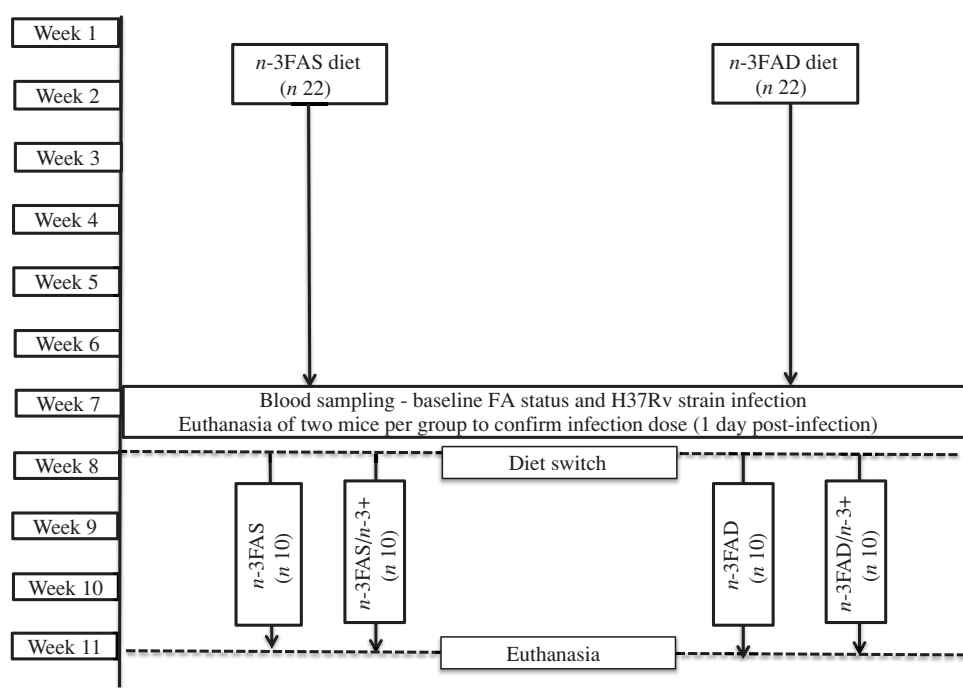 Week 1
n-3FAS diet
(n 22)
n-3FAD diet
(n 22)
Week 2
Week 3
Week 4
Week 5
Week 6
Week 7
Blood sampling - baseline FA status and H37Rv strain infection
Euthanasia of two mice per group to confirm infection dose (1 day post-infection)
Week 8
Diet switch
n-3FAS
(n 10)
n-3FAS/n-3+
(n 10)
n-3FAD
(n 10)
n-3FAD/n-3+
(n 10)
Week 9
Week 10
Week 11
Euthanasia